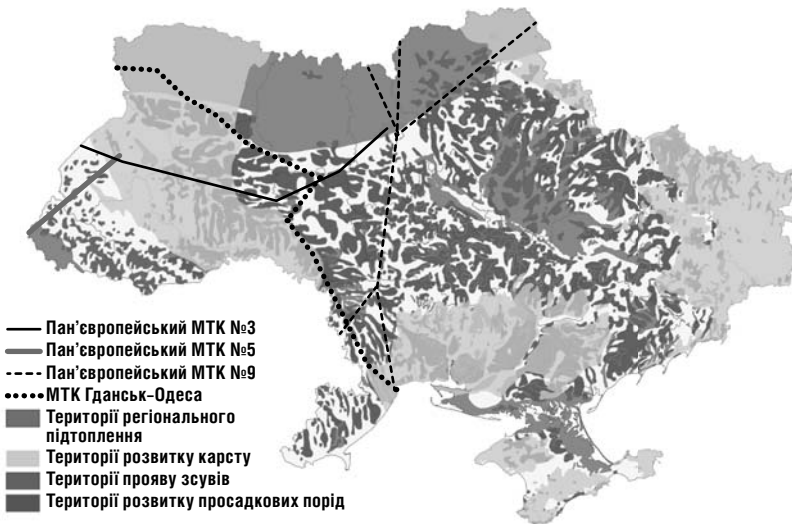 Пан’європейський МТК №3
Пан’європейський МТК №5
Пан’європейський МТК №9
МТК Гданськ–Одеса
Території регіонального
підтоплення
Території розвитку карсту
Території прояву зсувів
Території розвитку просадкових порід